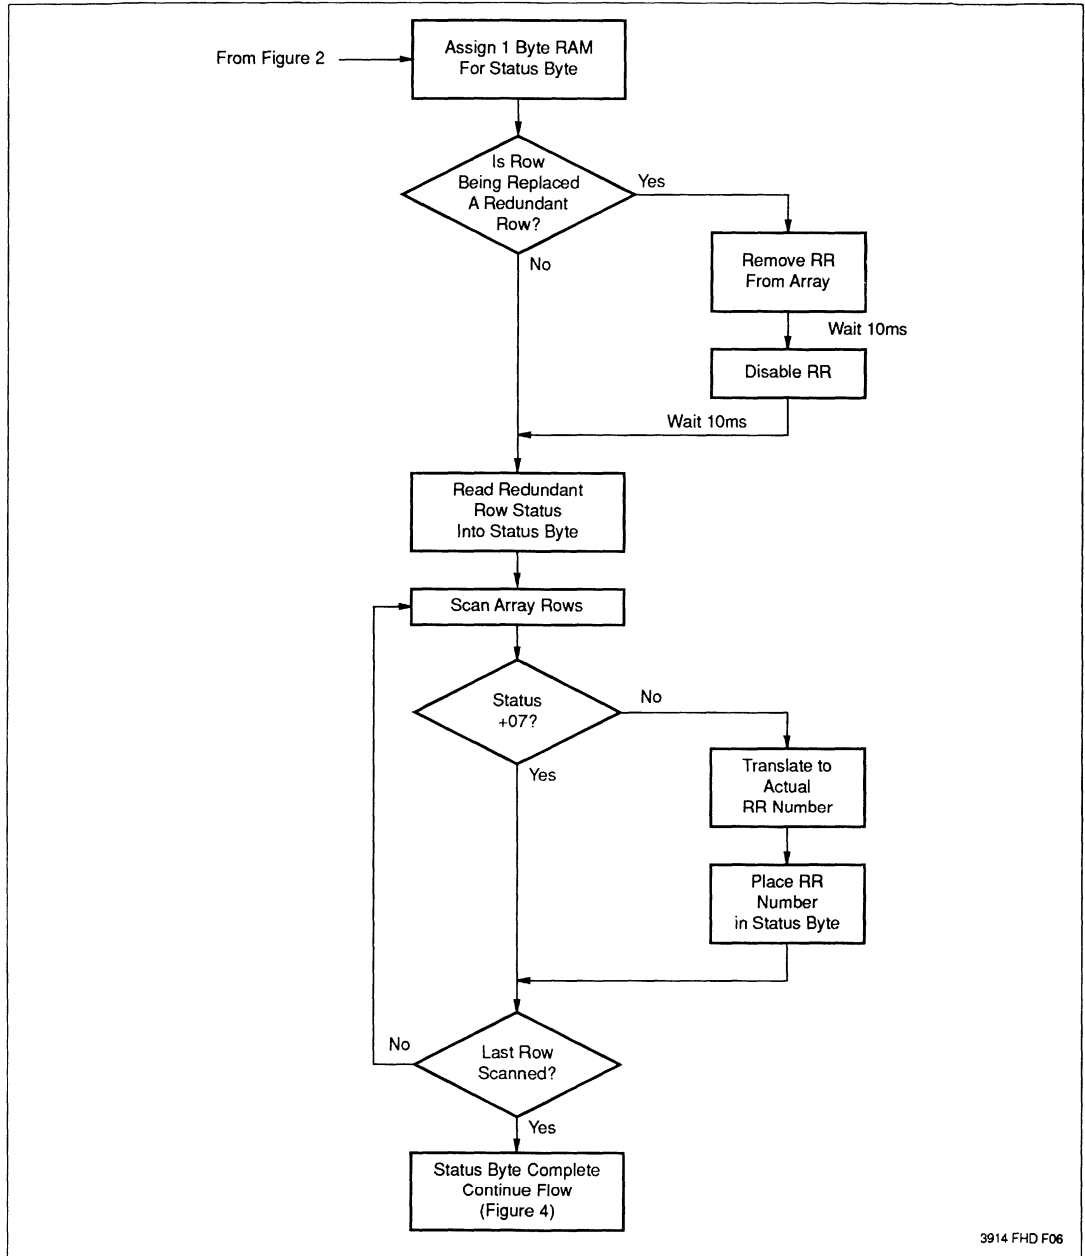 From Figure 2
Assign 1 Byte RAM
For Status Byte
Is Row
Being Replaced
A Redundant
Row?
Yes
No
Remove RR
From Array
Wait 10ms
Disable RR
Wait 10ms
Read Redundant
Row Status
Into Status Byte
Scan Array Rows
Status
+07?
No
Yes
Translate to
Actual
RR Number
Place RR
Number
in Status Byte
Last Row
Scanned?
No
Yes
Status Byte Complete
Continue Flow
(Figure 4)
3914 FHD F06